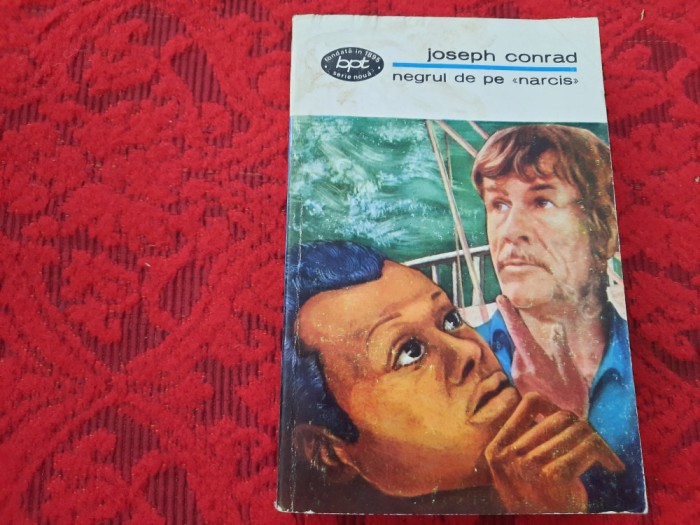 fondată în 1895
bpt
serie nouă
joseph conrad
negrul de pe «narcis»